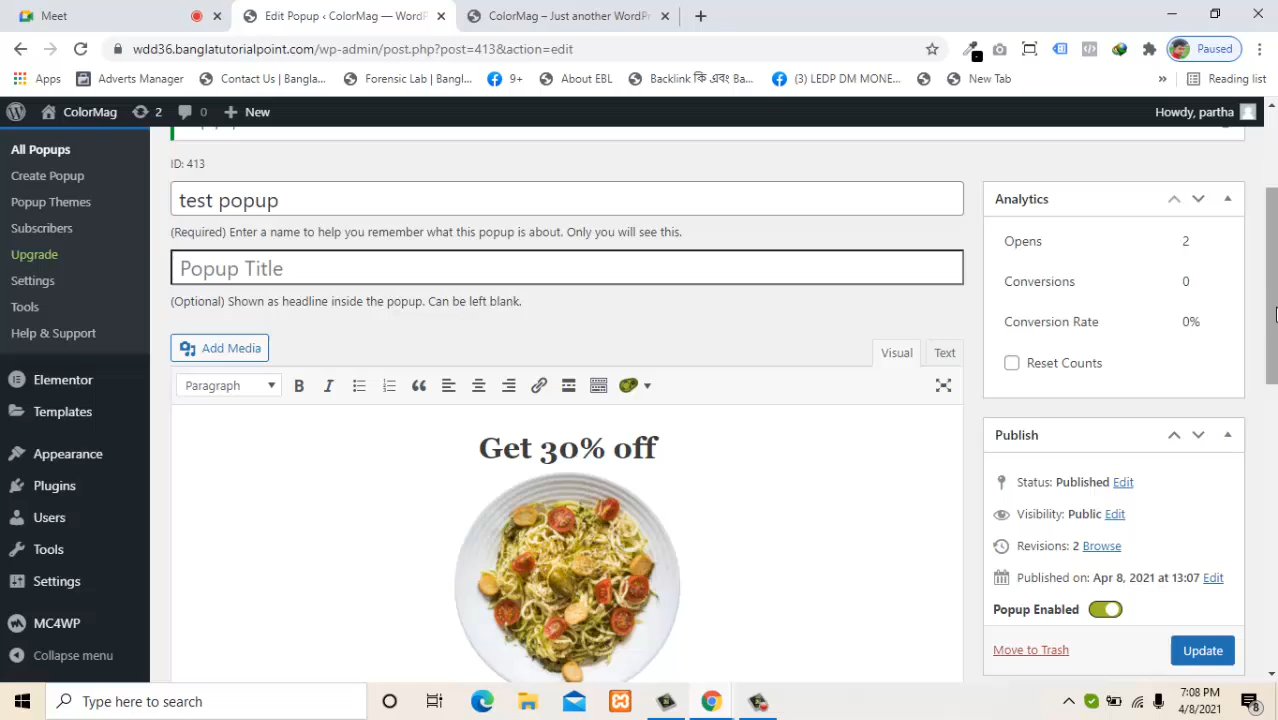 Meet
Edit Popup ‹ ColorMag — WordP
ColorMag – Just another WordPr
wdd36.banglatutorialpoint.com/wp-admin/post.php?post=413&action=edit
Paused
Apps
Adverts Manager
Contact Us | Bangla...
Forensic Lab | Bangl...
9+
About EBL
Backlink কি এবং Ba...
(3) LEDP DM MONE...
New Tab
»
Reading list
ColorMag
2
0
New
Howdy, partha
All Popups
Create Popup
Popup Themes
Subscribers
Upgrade
Settings
Tools
Help & Support
Elementor
Templates
Appearance
Plugins
Users
Tools
Settings
MC4WP
Collapse menu
ID: 413
test popup
(Required) Enter a name to help you remember what this popup is about. Only you will see this.
Popup Title
(Optional) Shown as headline inside the popup. Can be left blank.
Add Media
Visual
Text
Paragraph
B
I
Get 30% off
Analytics
Opens 2
Conversions 0
Conversion Rate 0%
Reset Counts
Publish
Status: Published Edit
Visibility: Public Edit
Revisions: 2 Browse
Published on: Apr 8, 2021 at 13:07 Edit
Popup Enabled
Move to Trash
Update
Type here to search
7:08 PM
4/8/2021
8